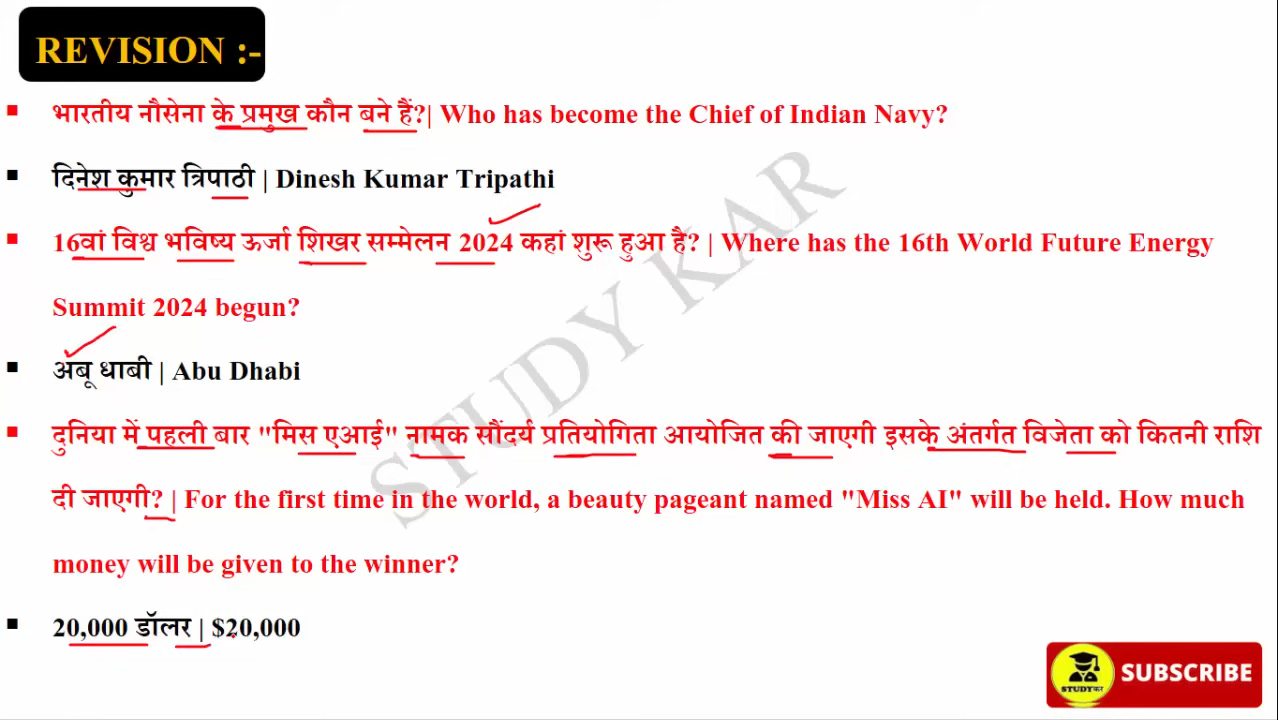 REVISION :-
भारतीय नौसेना के प्रमुख कौन बने हैं?| Who has become the Chief of Indian Navy?
दिनेश कुमार त्रिपाठी | Dinesh Kumar Tripathi
16वां विश्व भविष्य ऊर्जा शिखर सम्मेलन 2024 कहां शुरू हुआ है? | Where has the 16th World Future Energy
Summit 2024 begun?
अबू धाबी | Abu Dhabi
दुनिया में पहली बार "मिस एआई" नामक सौंदर्य प्रतियोगिता आयोजित की जाएगी इसके अंतर्गत विजेता को कितनी राशि
दी जाएगी? | For the first time in the world, a beauty pageant named "Miss AI" will be held. How much
money will be given to the winner?
20,000 डॉलर | $20,000
STUDY KAR
STUDYकर
SUBSCRIBE